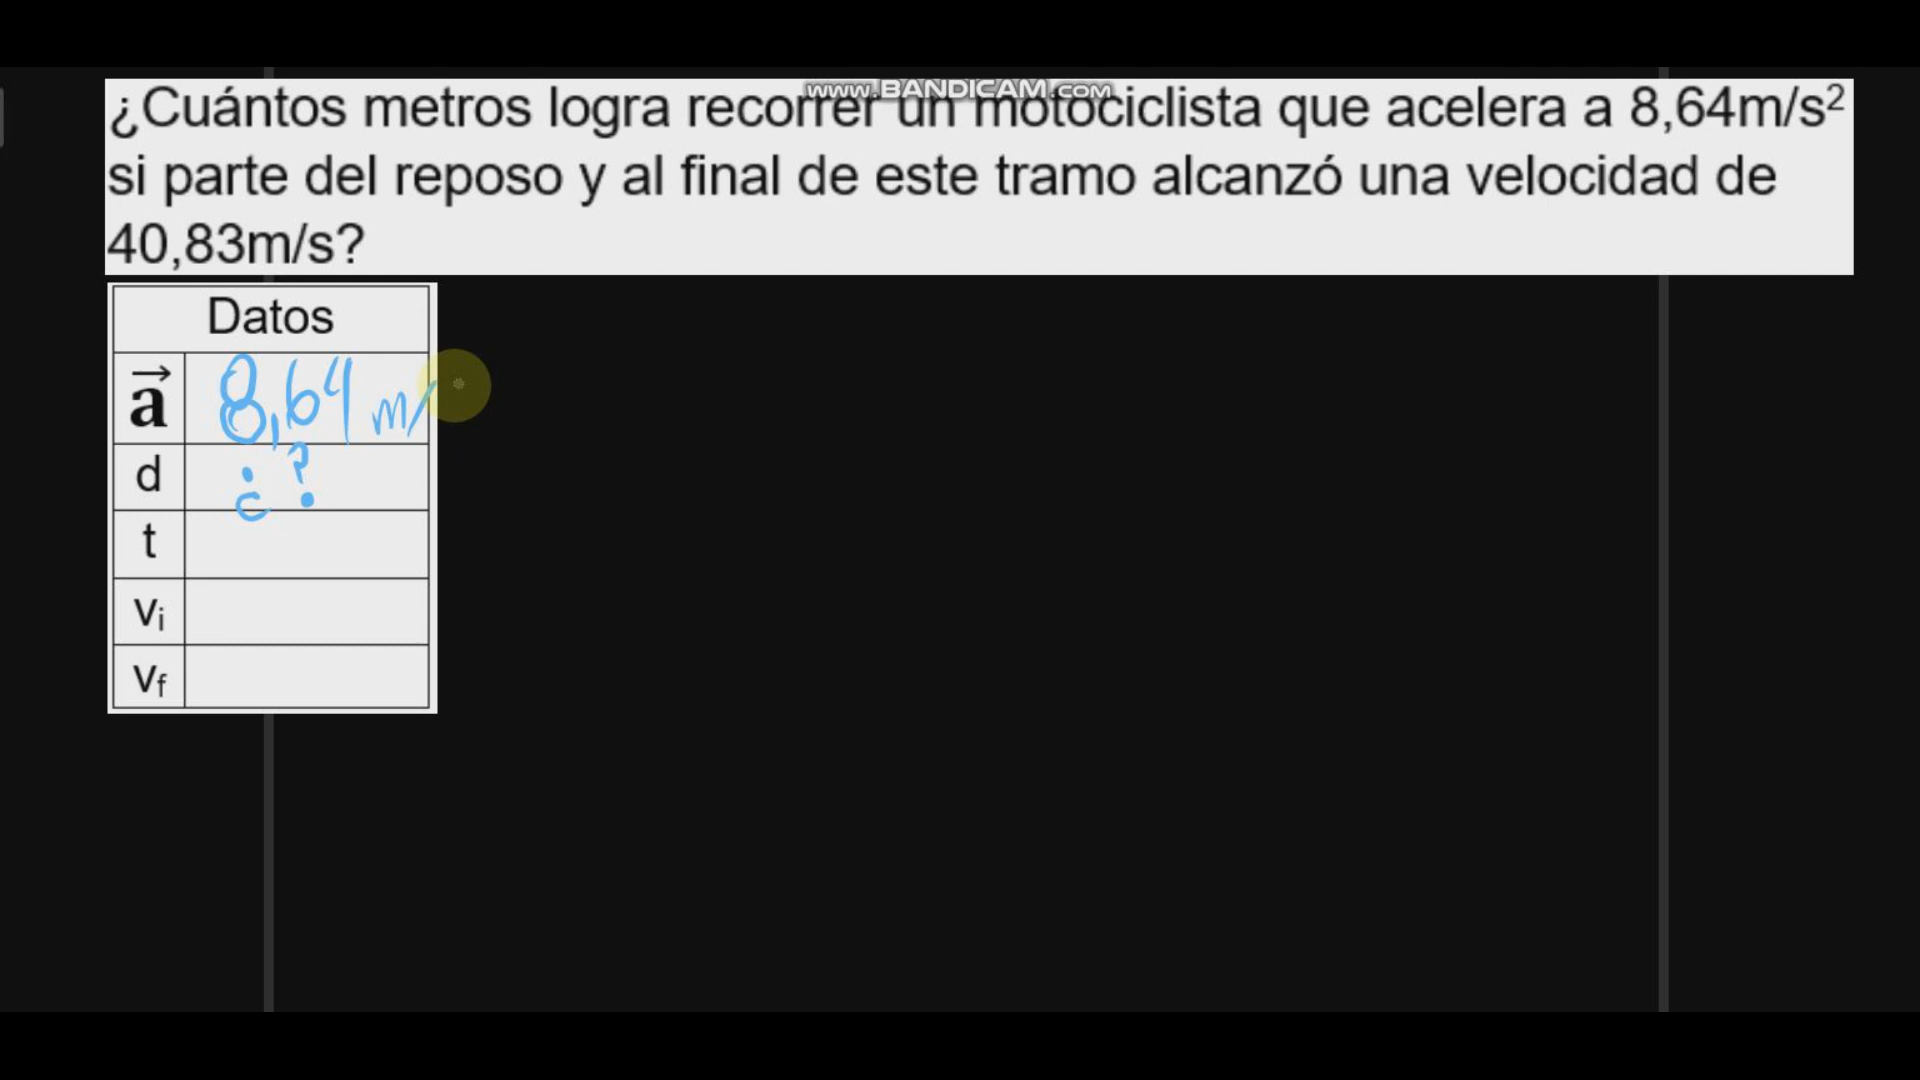 www.BANDICAM.com
¿Cuántos metros logra recorrer un motociclista que acelera a 8,64m/s²
si parte del reposo y al final de este tramo alcanzó una velocidad de
40,83m/s?
Datos
a⃗ 8,64 m/
d ¿?
t
vᵢ
v_f